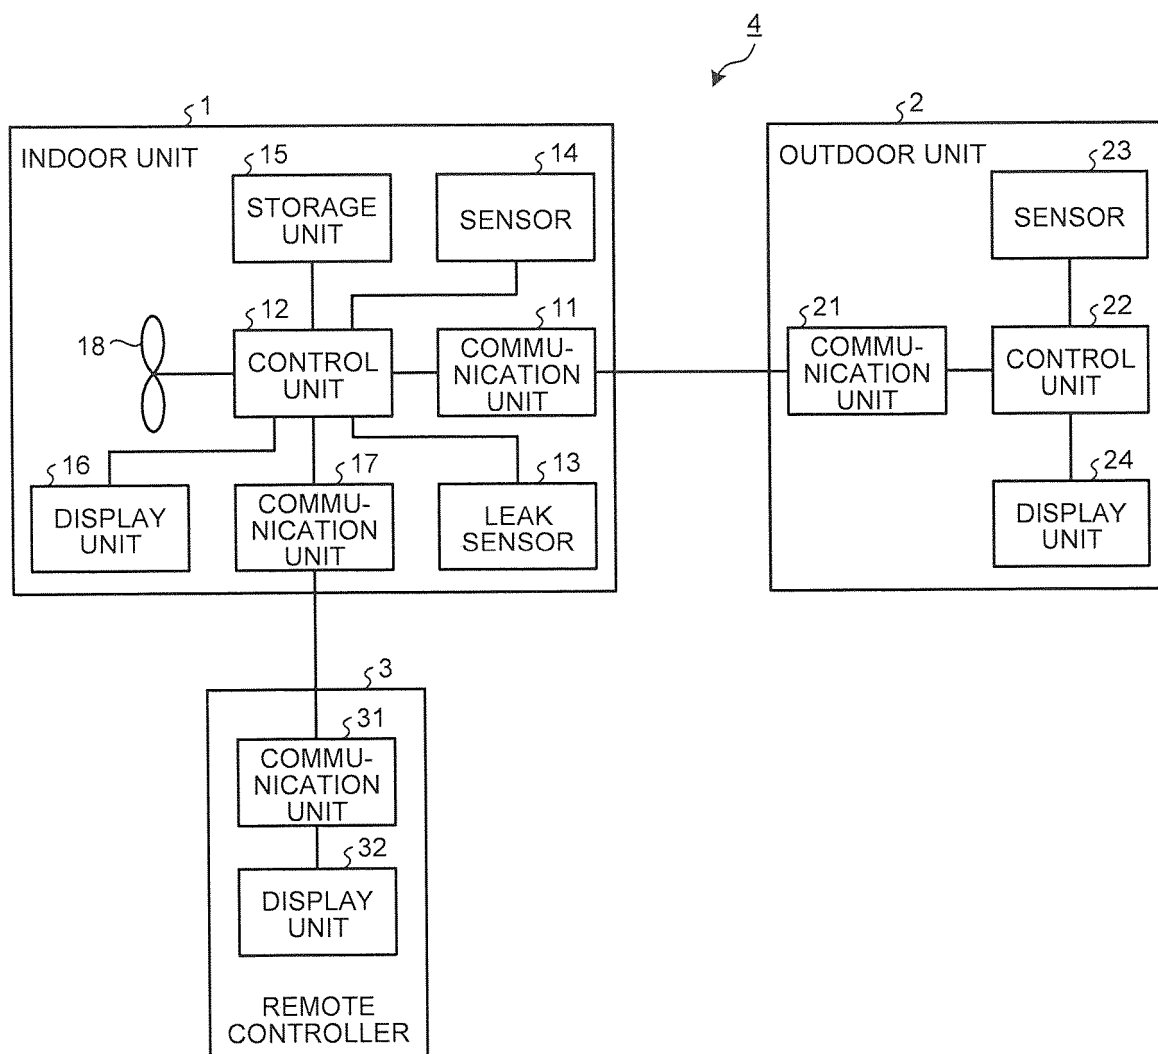 4
1
INDOOR UNIT
15
STORAGE
UNIT
14
SENSOR
12
CONTROL
UNIT
11
COMMU-
NICATION
UNIT
18
16
DISPLAY
UNIT
17
COMMU-
NICATION
UNIT
13
LEAK
SENSOR
2
OUTDOOR UNIT
23
SENSOR
21
COMMU-
NICATION
UNIT
22
CONTROL
UNIT
24
DISPLAY
UNIT
3
31
COMMU-
NICATION
UNIT
32
DISPLAY
UNIT
REMOTE
CONTROLLER